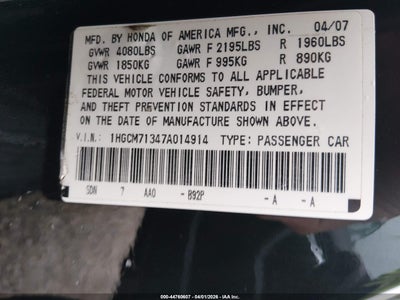 MFD. BY HONDA OF AMERICA MFG., INC. 04/07
GVWR 4080LBS GAWR F 2195LBS R 1960LBS
GVWR 1850KG GAWR F 995KG R 890KG
THIS VEHICLE CONFORMS TO ALL APPLICABLE
FEDERAL MOTOR VEHICLE SAFETY, BUMPER,
AND THEFT PREVENTION STANDARDS IN EFFECT
ON THE DATE OF MANUFACTURE SHOWN ABOVE.
V.I.N.: 1HGCM71347A014914 TYPE: PASSENGER CAR
SDN 7 AA0 - B92P - A - A
000-44760607 - 04/01/2026 - IAA Inc.